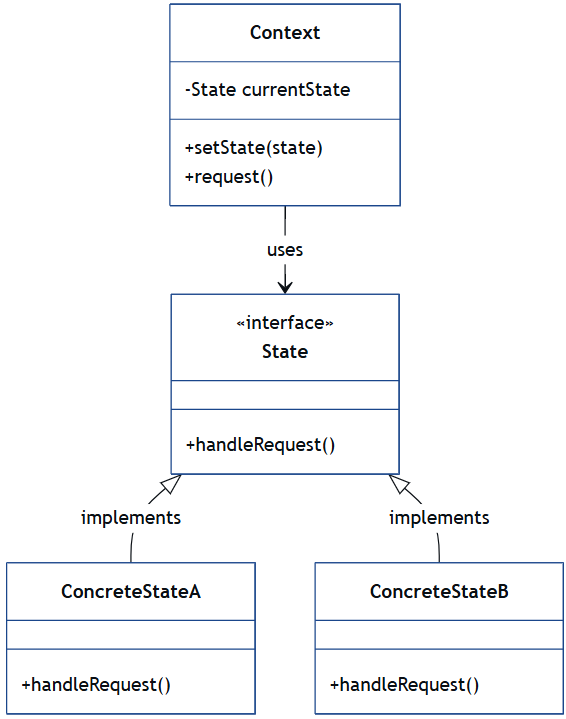 Context
-State currentState
+setState(state)
+request()
uses
«interface»
State
+handleRequest()
implements
implements
ConcreteStateA
+handleRequest()
ConcreteStateB
+handleRequest()